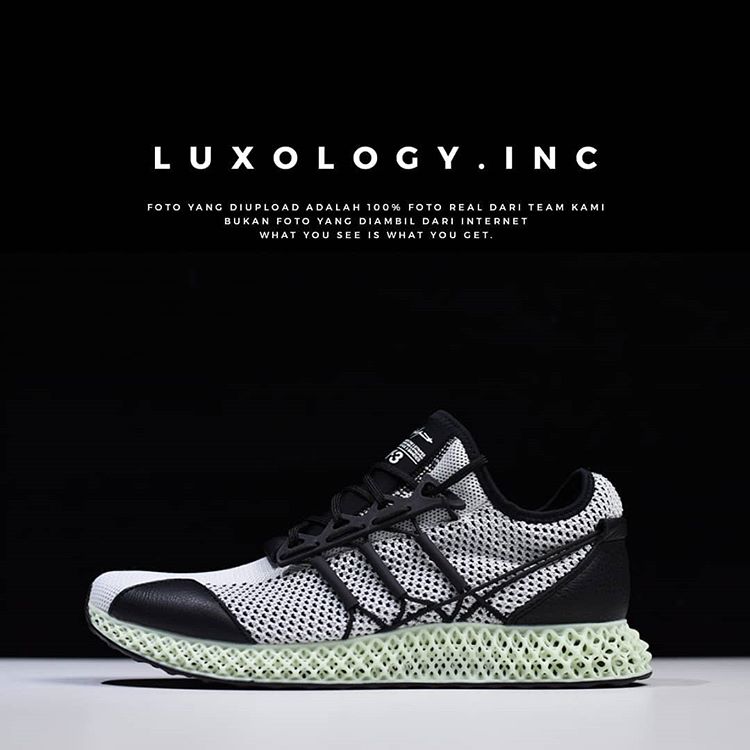 LUXOLOGY.INC
FOTO YANG DIUPLOAD ADALAH 100% FOTO REAL DARI TEAM KAMI
BUKAN FOTO YANG DIAMBIL DARI INTERNET
WHAT YOU SEE IS WHAT YOU GET.